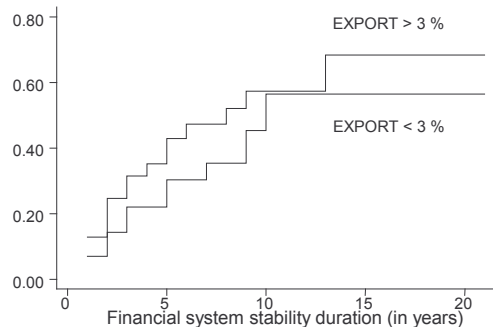 0.80
EXPORT > 3 %
0.60
EXPORT < 3 %
0.40
0.20
0.00
0 5 10 15 20
Financial system stability duration (in years)